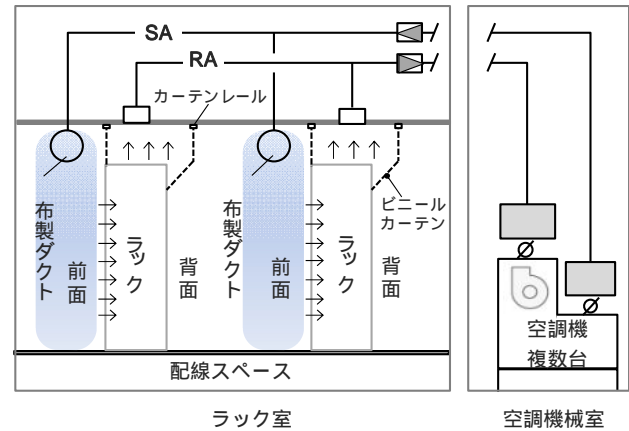 SA
RA
カーテンレール
布製ダクト
前面
ラック
背面
布製ダクト
前面
ラック
背面
ビニール
カーテン
配線スペース
ラック室
空調機
複数台
空調機械室